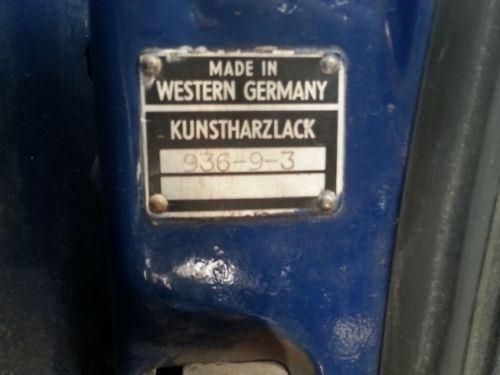 MADE IN
WESTERN GERMANY
KUNSTHARZLACK
936-9-3